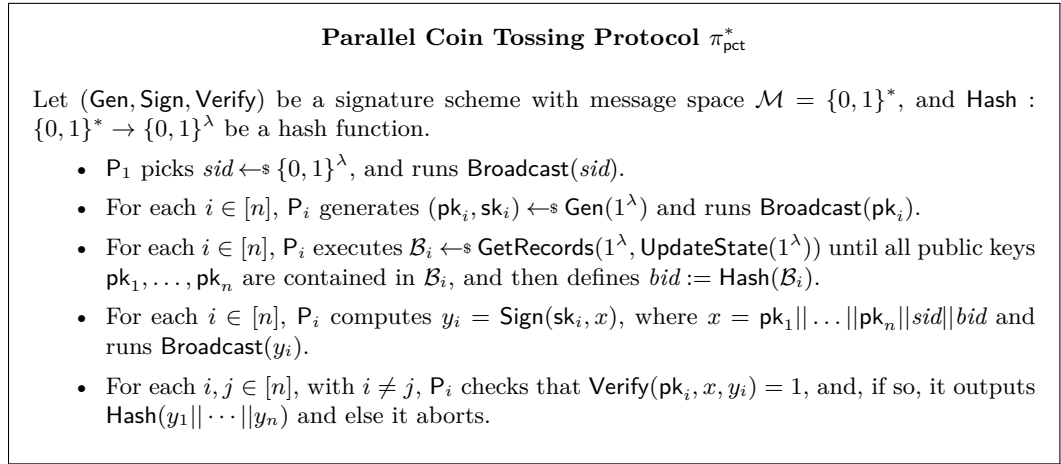 Parallel Coin Tossing Protocol π*pct
Let (Gen, Sign, Verify) be a signature scheme with message space ℳ = {0, 1}*, and Hash :
{0, 1}* → {0, 1}^λ be a hash function.
• P₁ picks sid ←$ {0, 1}^λ, and runs Broadcast(sid).
• For each i ∈ [n], Pᵢ generates (pkᵢ, skᵢ) ←$ Gen(1^λ) and runs Broadcast(pkᵢ).
• For each i ∈ [n], Pᵢ executes ℬᵢ ←$ GetRecords(1^λ, UpdateState(1^λ)) until all public keys
pk₁, . . . , pkₙ are contained in ℬᵢ, and then defines bid := Hash(ℬᵢ).
• For each i ∈ [n], Pᵢ computes yᵢ = Sign(skᵢ, x), where x = pk₁|| . . . ||pkₙ||sid||bid and
runs Broadcast(yᵢ).
• For each i, j ∈ [n], with i ≠ j, Pᵢ checks that Verify(pkᵢ, x, yᵢ) = 1, and, if so, it outputs
Hash(y₁|| · · · ||yₙ) and else it aborts.